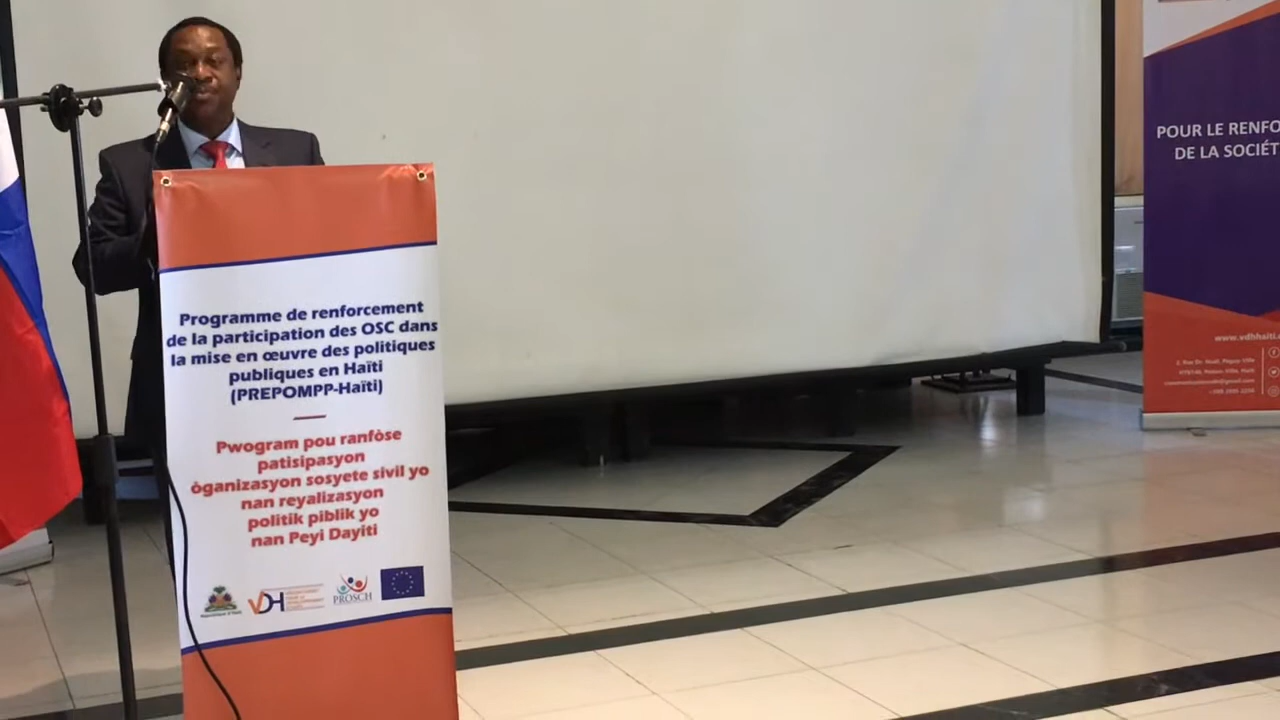 Programme de renforcement
de la participation des OSC dans
la mise en œuvre des politiques
publiques en Haïti
(PREPOMPP-Haïti)
Pwogram pou ranfòse
patisipasyon
òganizasyon sosyete sivil yo
nan reyalizasyon
politik piblik yo
nan Peyi Dayiti
VDH
PROSCH
POUR LE RENFO
DE LA SOCIÉT
www.vdhhaiti.